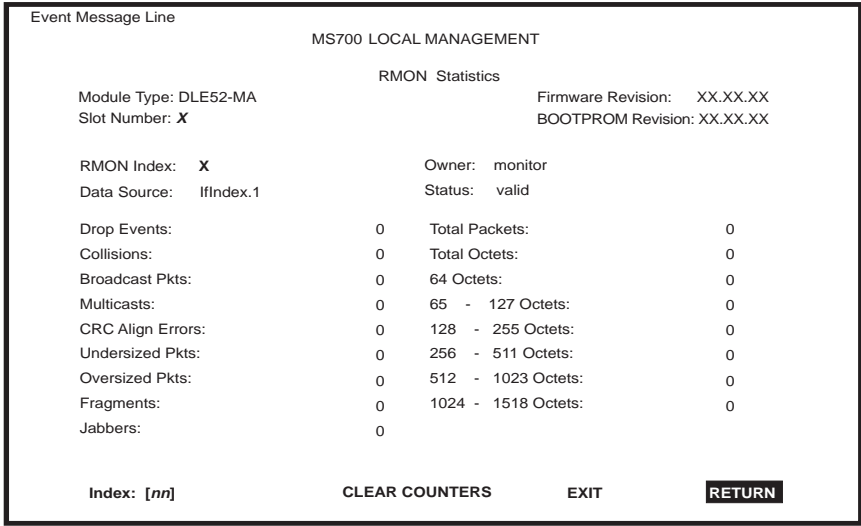 Event Message Line
MS700 LOCAL MANAGEMENT
RMON Statistics
Module Type: DLE52-MA Firmware Revision: XX.XX.XX
Slot Number: X BOOTPROM Revision: XX.XX.XX
RMON Index: X Owner: monitor
Data Source: IfIndex.1 Status: valid
Drop Events: 0 Total Packets: 0
Collisions: 0 Total Octets: 0
Broadcast Pkts: 0 64 Octets: 0
Multicasts: 0 65 - 127 Octets: 0
CRC Align Errors: 0 128 - 255 Octets: 0
Undersized Pkts: 0 256 - 511 Octets: 0
Oversized Pkts: 0 512 - 1023 Octets: 0
Fragments: 0 1024 - 1518 Octets: 0
Jabbers: 0
Index: [nn] CLEAR COUNTERS EXIT RETURN